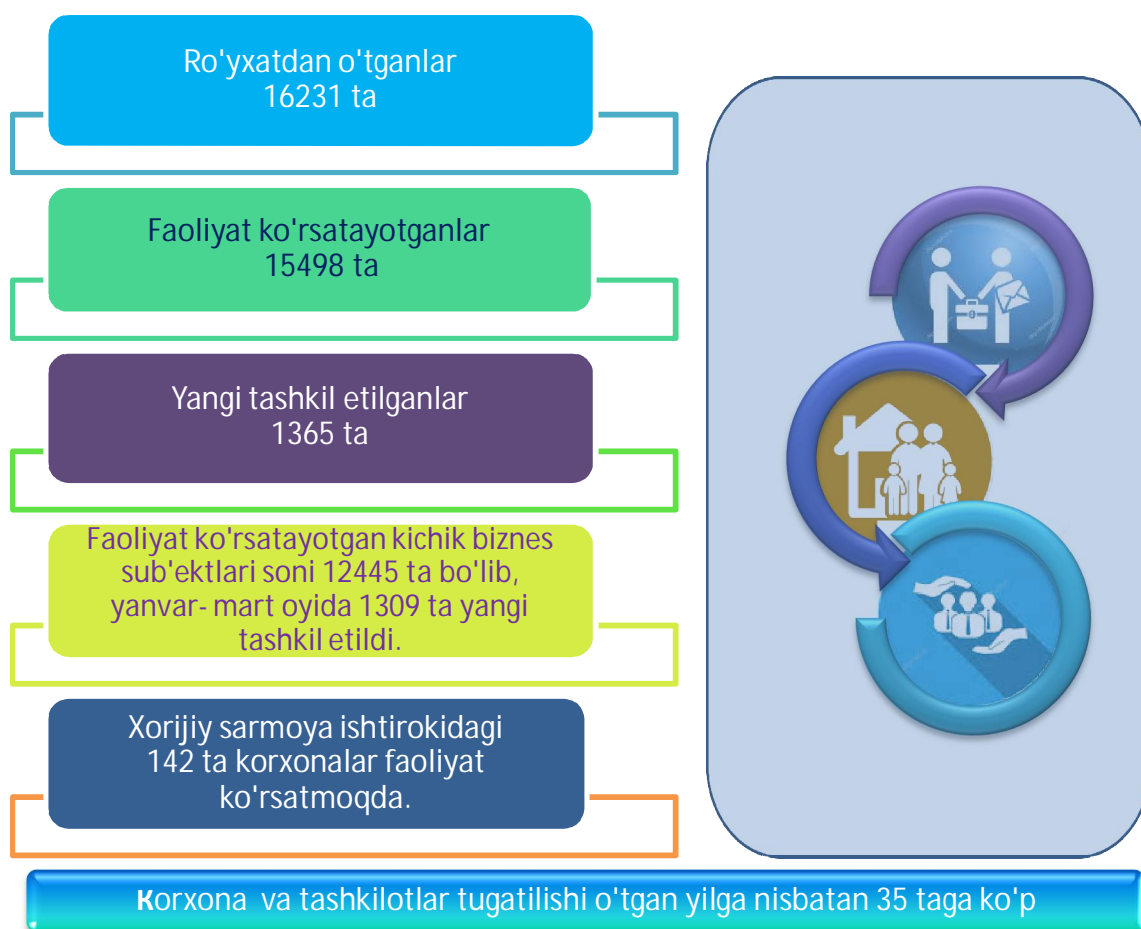 Ro'yxatdan o'tganlar
16231 ta
Faoliyat ko'rsatayotganlar
15498 ta
Yangi tashkil etilganlar
1365 ta
Faoliyat ko'rsatayotgan kichik biznes
sub'ektlari soni 12445 ta bo'lib,
yanvar- mart oyida 1309 ta yangi
tashkil etildi.
Xorijiy sarmoya ishtirokidagi
142 ta korxonalar faoliyat
ko'rsatmoqda.
Korxona va tashkilotlar tugatilishi o'tgan yilga nisbatan 35 taga ko'p